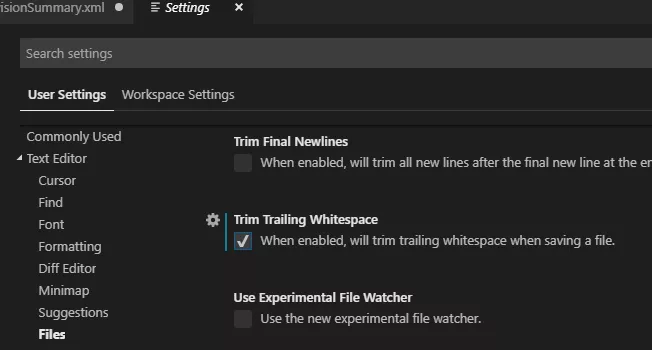 visionSummary.xml
Settings
Search settings
User Settings Workspace Settings
Commonly Used
Text Editor
Cursor
Find
Font
Formatting
Diff Editor
Minimap
Suggestions
Files
Trim Final Newlines
When enabled, will trim all new lines after the final new line at the
Trim Trailing Whitespace
When enabled, will trim trailing whitespace when saving a file.
Use Experimental File Watcher
Use the new experimental file watcher.